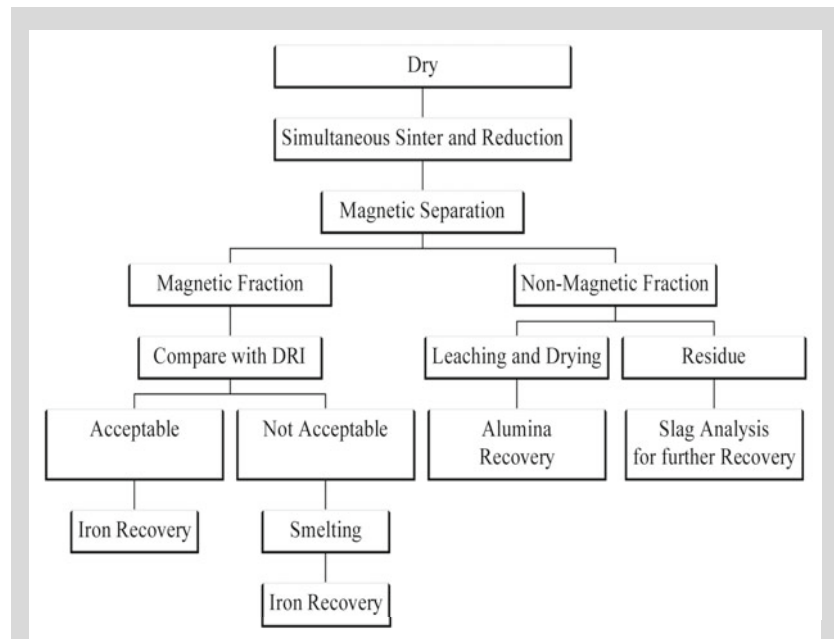 Dry
Simultaneous Sinter and Reduction
Magnetic Separation
Magnetic Fraction
Non-Magnetic Fraction
Compare with DRI
Leaching and Drying
Residue
Acceptable
Not Acceptable
Alumina
Recovery
Slag Analysis
for further Recovery
Iron Recovery
Smelting
Iron Recovery